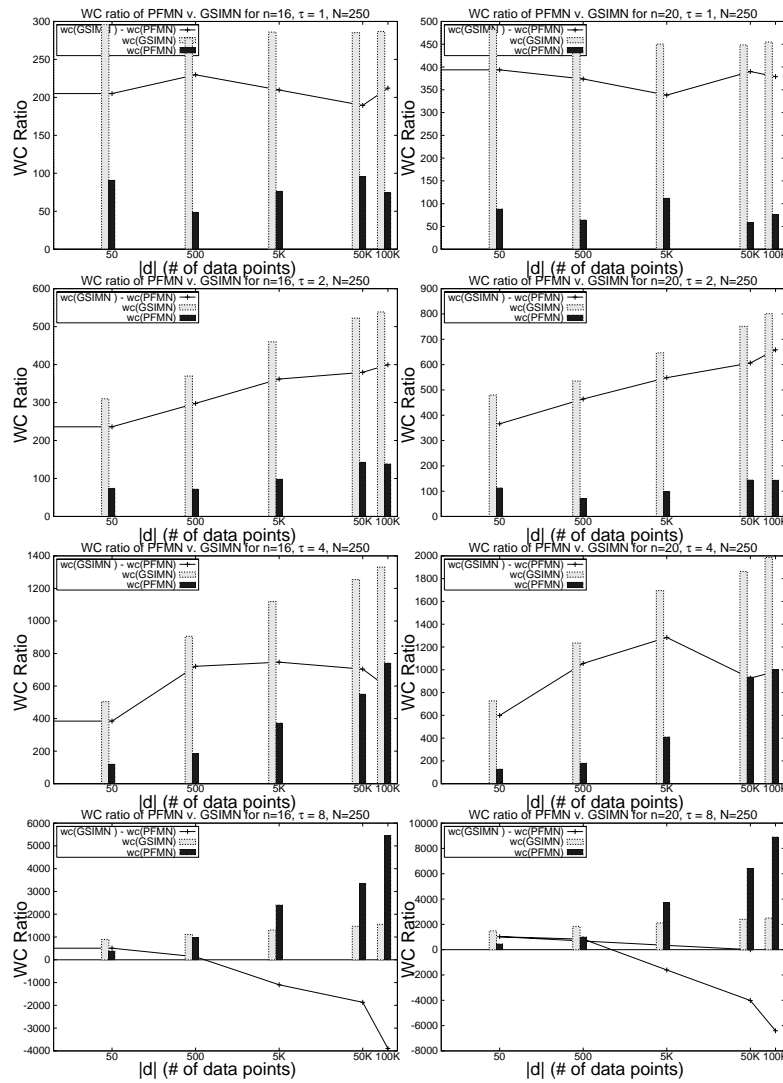 WC ratio of PFMN v. GSIMN for n=16, τ = 1, N=250
wc(GSIMN ) - wc(PFMN)
wc(GSIMN)
wc(PFMN)
300
250
200
150
100
50
0
WC Ratio
50 500 5K 50K 100K
|d| (# of data points)
WC ratio of PFMN v. GSIMN for n=20, τ = 1, N=250
wc(GSIMN ) - wc(PFMN)
wc(GSIMN)
wc(PFMN)
500
450
400
350
300
250
200
150
100
50
0
WC Ratio
50 500 5K 50K 100K
|d| (# of data points)
WC ratio of PFMN v. GSIMN for n=16, τ = 2, N=250
wc(GSIMN ) - wc(PFMN)
wc(GSIMN)
wc(PFMN)
600
500
400
300
200
100
0
WC Ratio
50 500 5K 50K 100K
|d| (# of data points)
WC ratio of PFMN v. GSIMN for n=20, τ = 2, N=250
wc(GSIMN ) - wc(PFMN)
wc(GSIMN)
wc(PFMN)
900
800
700
600
500
400
300
200
100
0
WC Ratio
50 500 5K 50K 100K
|d| (# of data points)
WC ratio of PFMN v. GSIMN for n=16, τ = 4, N=250
wc(GSIMN ) - wc(PFMN)
wc(GSIMN)
wc(PFMN)
1400
1200
1000
800
600
400
200
0
WC Ratio
50 500 5K 50K 100K
|d| (# of data points)
WC ratio of PFMN v. GSIMN for n=20, τ = 4, N=250
wc(GSIMN ) - wc(PFMN)
wc(GSIMN)
wc(PFMN)
2000
1800
1600
1400
1200
1000
800
600
400
200
0
WC Ratio
50 500 5K 50K 100K
|d| (# of data points)
WC ratio of PFMN v. GSIMN for n=16, τ = 8, N=250
wc(GSIMN ) - wc(PFMN)
wc(GSIMN)
wc(PFMN)
6000
5000
4000
3000
2000
1000
0
-1000
-2000
-3000
-4000
WC Ratio
50 500 5K 50K 100K
|d| (# of data points)
WC ratio of PFMN v. GSIMN for n=20, τ = 8, N=250
wc(GSIMN ) - wc(PFMN)
wc(GSIMN)
wc(PFMN)
10000
8000
6000
4000
2000
0
-2000
-4000
-6000
-8000
WC Ratio
50 500 5K 50K 100K
|d| (# of data points)